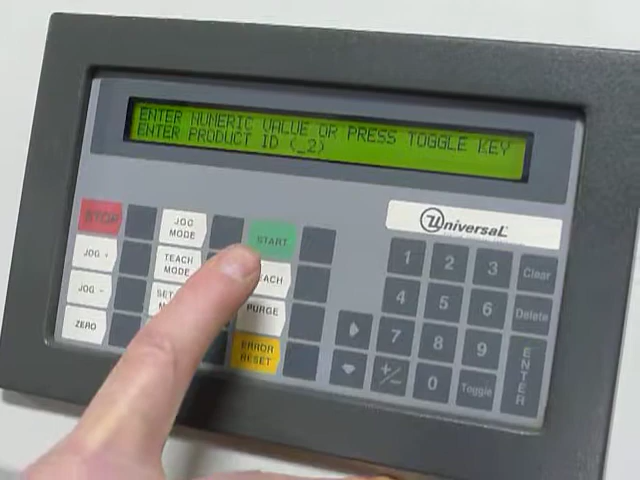 ENTER NUMERIC VALUE OR PRESS TOGGLE KEY
ENTER PRODUCT ID (_2)
Universal
STOP
JOG MODE
START
JOG +
TEACH MODE
JOG -
PURGE
ZERO
ERROR RESET
1 2 3 Clear
4 5 6 Delete
7 8 9 ENTER
+/- 0 Toggle